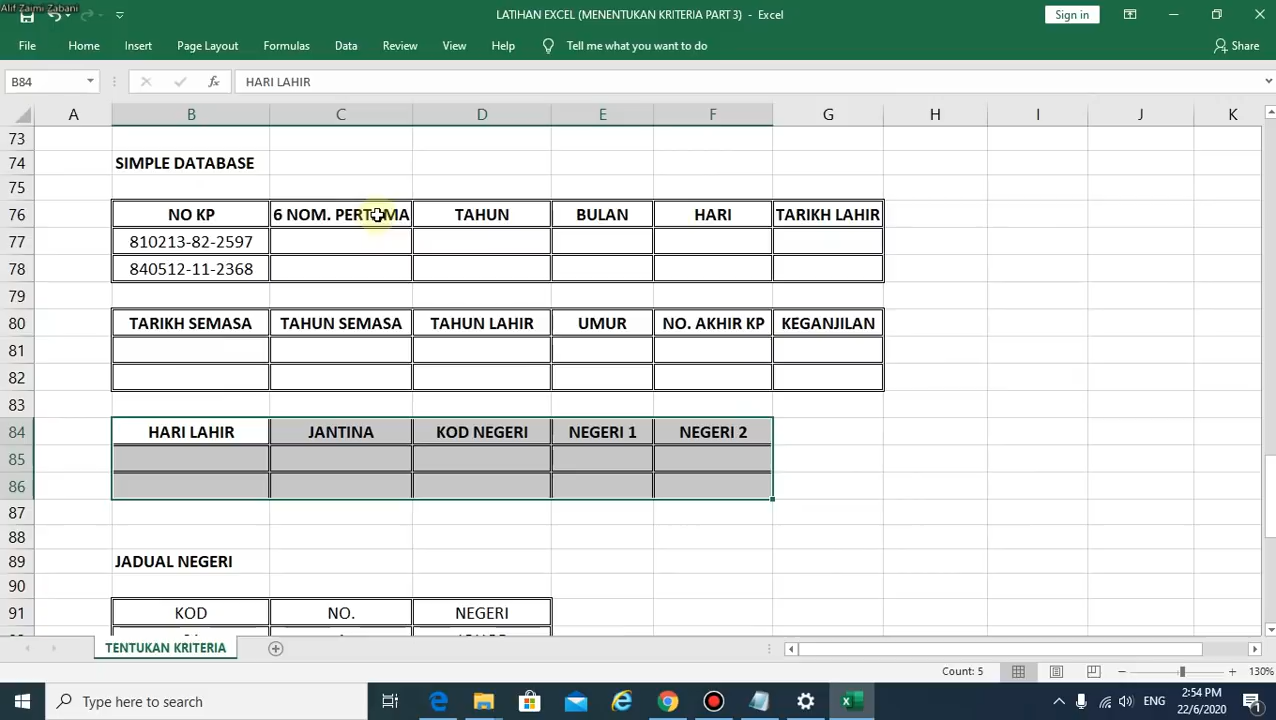 Alif Zaimi Zabani
LATIHAN EXCEL (MENENTUKAN KRITERIA PART 3) - Excel
Sign in
File Home Insert Page Layout Formulas Data Review View Help Tell me what you want to do Share
B84 fx HARI LAHIR
A B C D E F G H I J K
73
74 SIMPLE DATABASE
75
76 NO KP 6 NOM. PERTAMA TAHUN BULAN HARI TARIKH LAHIR
77 810213-82-2597
78 840512-11-2368
79
80 TARIKH SEMASA TAHUN SEMASA TAHUN LAHIR UMUR NO. AKHIR KP KEGANJILAN
81
82
83
84 HARI LAHIR JANTINA KOD NEGERI NEGERI 1 NEGERI 2
85
86
87
88
89 JADUAL NEGERI
90
91 KOD NO. NEGERI
TENTUKAN KRITERIA
Count: 5 130%
Type here to search
ENG
2:54 PM
22/6/2020
1